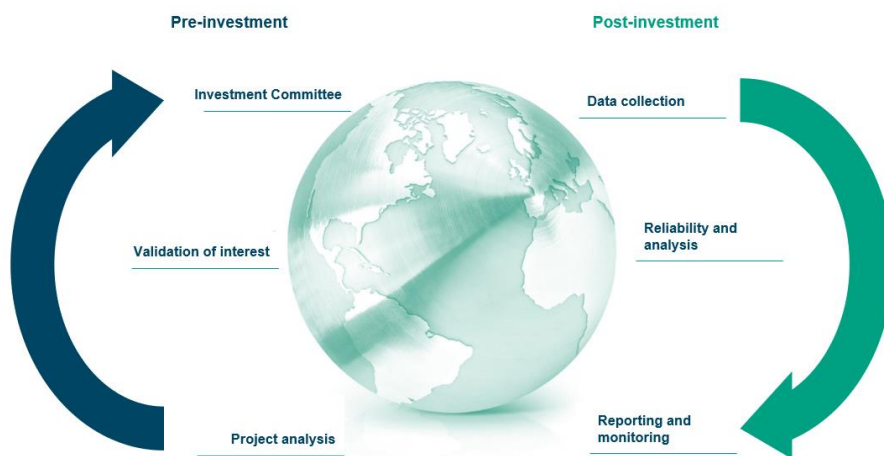 Pre-investment
Post-investment
Investment Committee
Data collection
Validation of interest
Reliability and
analysis
Project analysis
Reporting and
monitoring